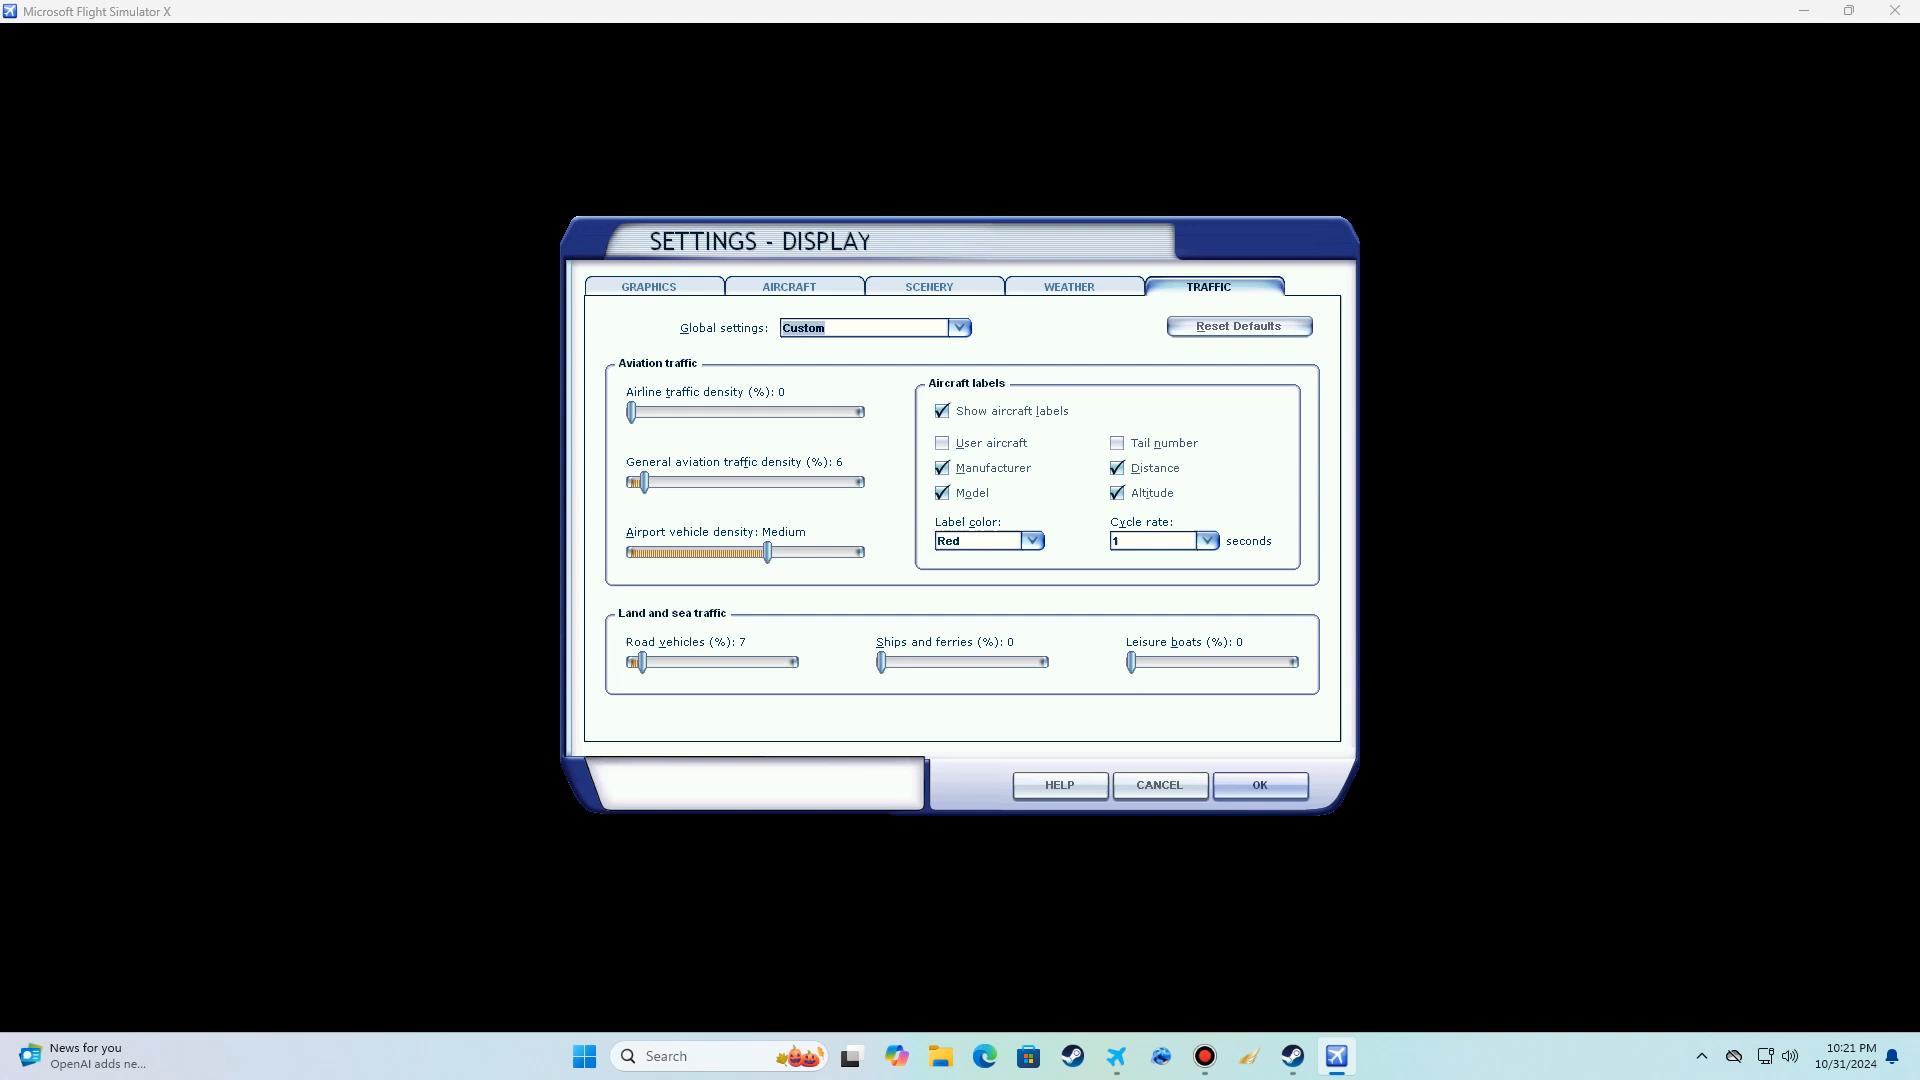 Microsoft Flight Simulator X
SETTINGS - DISPLAY
GRAPHICS
AIRCRAFT
SCENERY
WEATHER
TRAFFIC
Global settings: Custom
Reset Defaults
Aviation traffic
Airline traffic density (%): 0
General aviation traffic density (%): 6
Airport vehicle density: Medium
Aircraft labels
Show aircraft labels
User aircraft
Tail number
Manufacturer
Distance
Model
Altitude
Label color:
Red
Cycle rate:
1 seconds
Land and sea traffic
Road vehicles (%): 7
Ships and ferries (%): 0
Leisure boats (%): 0
HELP
CANCEL
OK
News for you
OpenAI adds ne...
Search
10:21 PM
10/31/2024